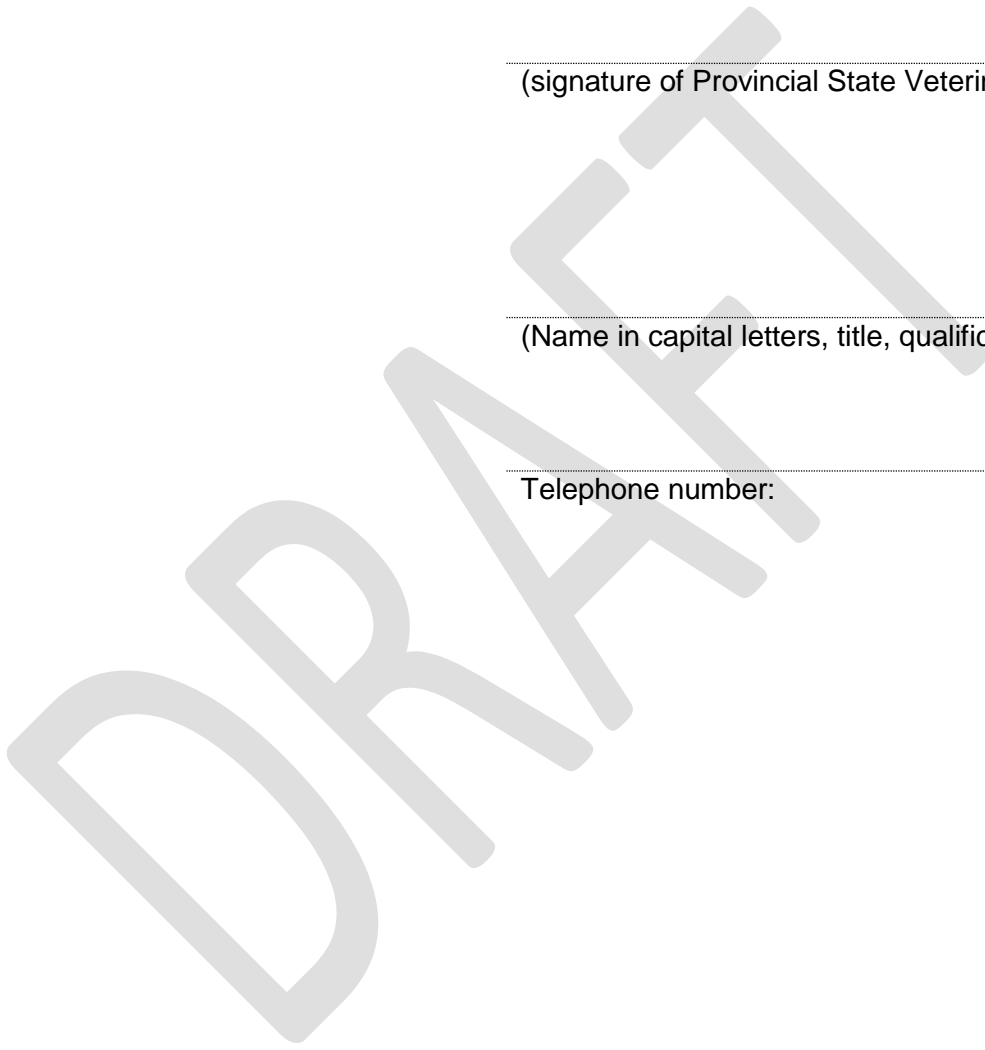 (signature of Provincial State
(Name in capital letters, title,
Telephone number:
DRAFT